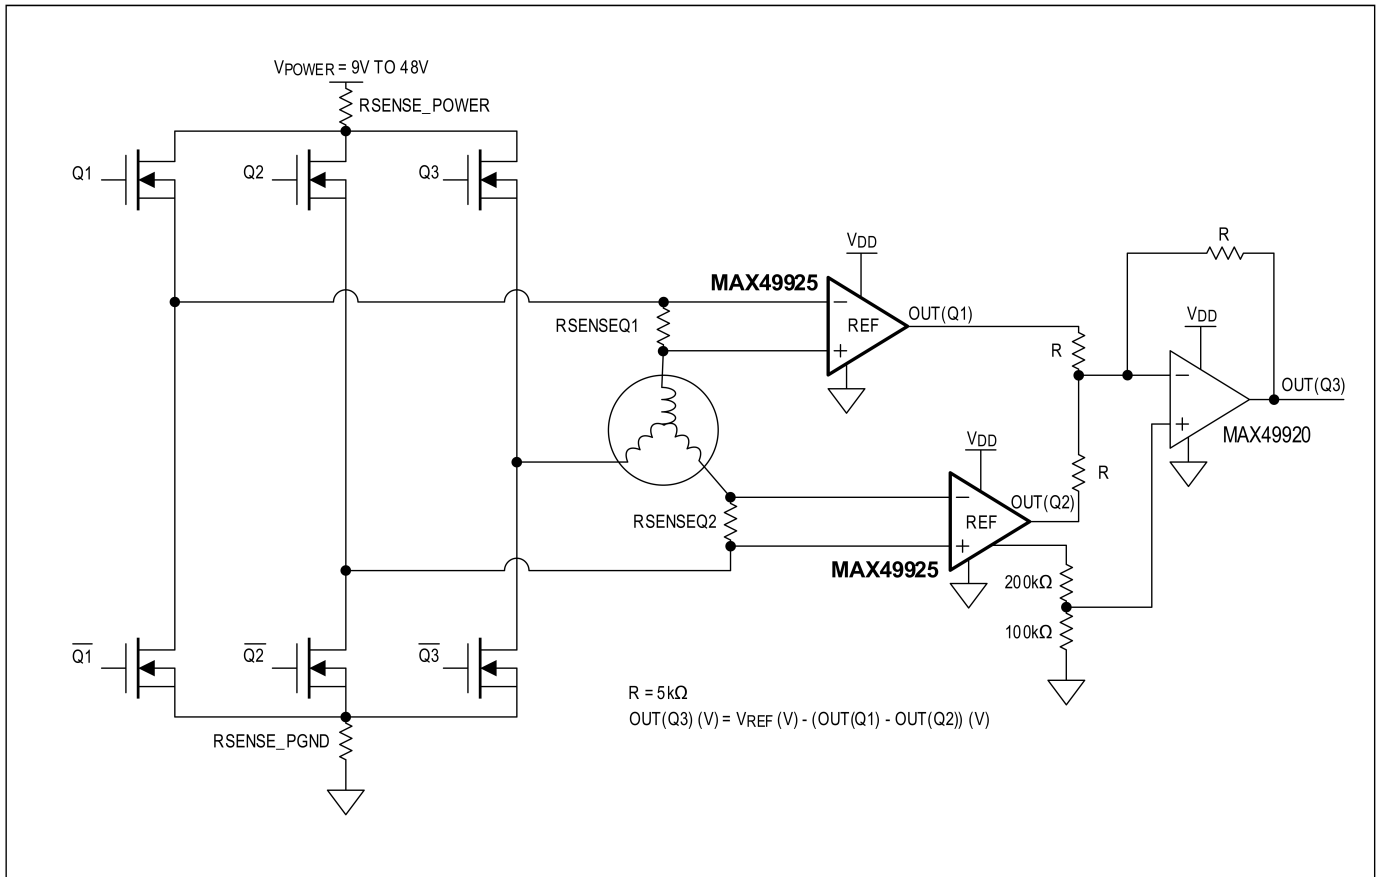 VPOWER = 9V TO 48V
RSENSE_POWER
Q1
Q2
Q3
VDD
R
MAX49925
OUT(Q1)
VDD
RSENSEQ1
REF
R
OUT(Q3)
MAX49920
VDD
R
OUT(Q2)
RSENSEQ2
REF
MAX49925
200kΩ
100kΩ
Q1
Q2
Q3
R = 5kΩ
OUT(Q3) (V) = VREF (V) - (OUT(Q1) - OUT(Q2)) (V)
RSENSE_PGND